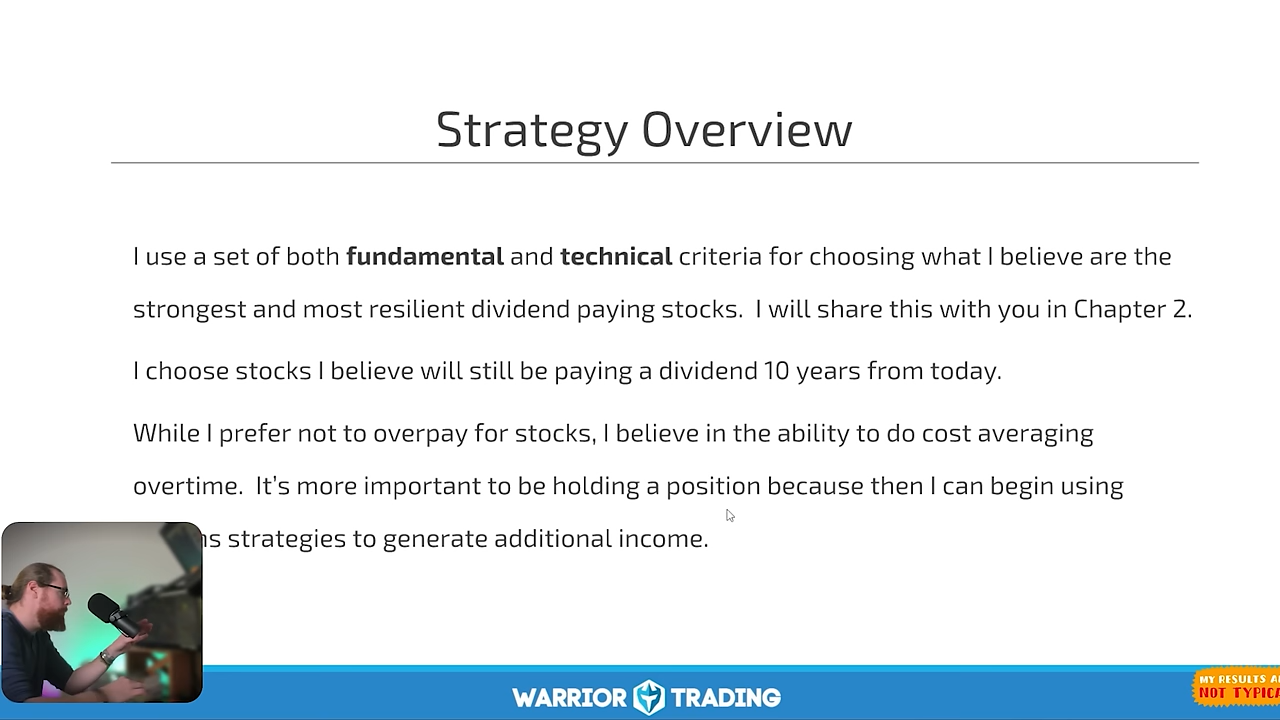 Strategy Overview
I use a set of both fundamental and technical criteria for choosing what I believe are the
strongest and most resilient dividend paying stocks.  I will share this with you in Chapter 2.
I choose stocks I believe will still be paying a dividend 10 years from today.
While I prefer not to overpay for stocks, I believe in the ability to do cost averaging
overtime.  It’s more important to be holding a position because then I can begin using
strategies to generate additional income.
WARRIOR TRADING
MY RESULTS
NOT